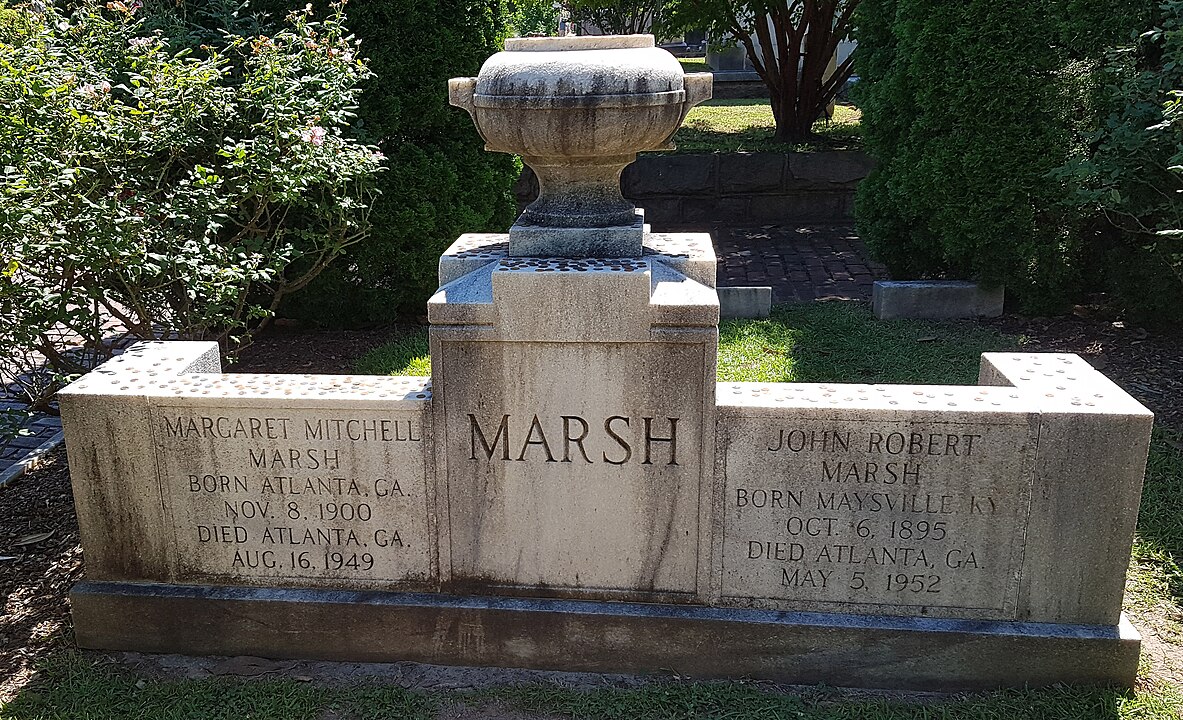 MARGARET MITCHELL
MARSH
BORN ATLANTA, GA.
NOV. 8, 1900
DIED ATLANTA, GA.
AUG. 16, 1949
MARSH
JOHN ROBERT
MARSH
BORN MAYSVILLE, KY
OCT. 6, 1895
DIED ATLANTA, GA.
MAY 5, 1952